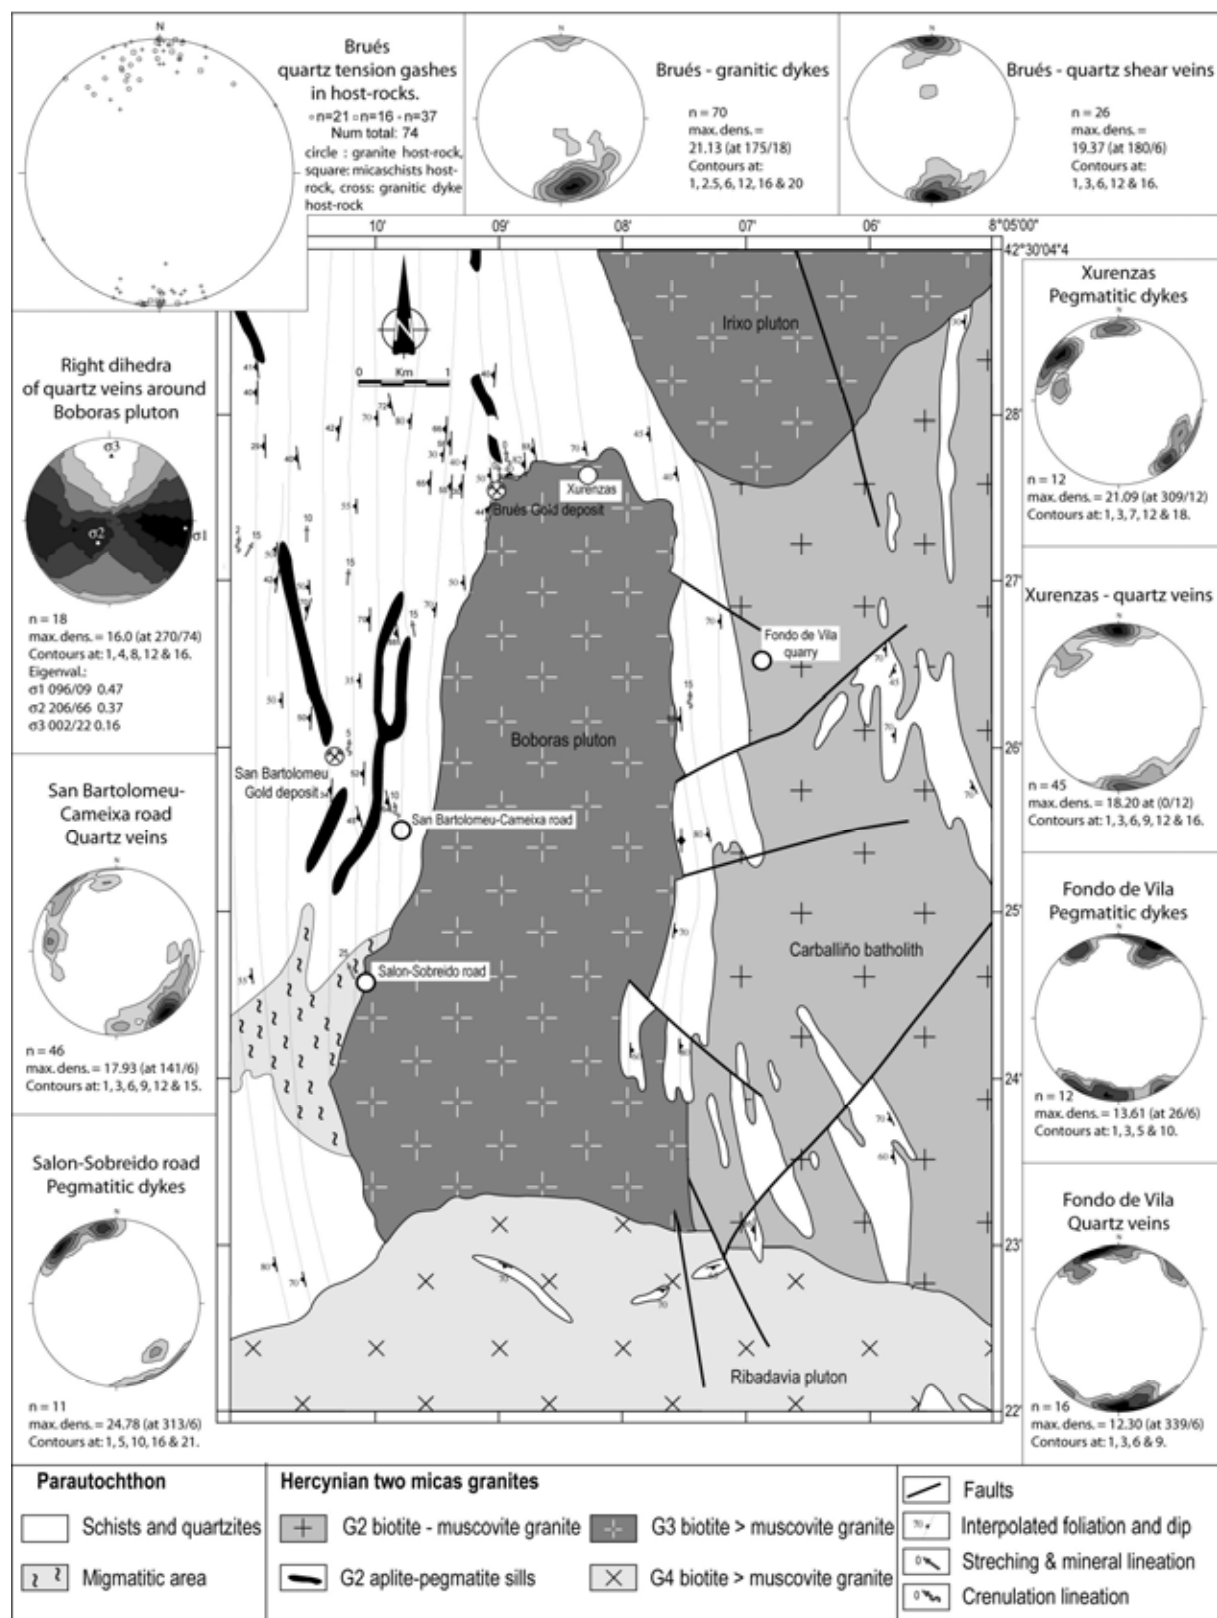 N
Brués
quartz tension gashes
in host-rocks.
◦n=21 ▫n=16 - n=37
Num total: 74
circle : granite host-rock,
square: micaschists host-
rock, cross: granitic dyke
host-rock
N
Brués - granitic dykes
n = 70
max. dens. =
21.13 (at 175/18)
Contours at:
1, 2.5, 6, 12, 16 & 20
N
Brués - quartz shear veins
n = 26
max. dens. =
19.37 (at 180/6)
Contours at:
1, 3, 6, 12 & 16.
10' 09' 08' 07' 06' 8°05'00"
42°30'04"4
28'
27'
26'
25'
24'
23'
22'
N
0 Km 1
Irixo pluton
Xurenzas
Brués Gold deposit
Fondo de Vila
quarry
Boboras pluton
San Bartolomeu
Gold deposit
San Bartolomeu-Cameixa road
Carballiño batholith
Salon-Sobreido road
Ribadavia pluton
Right dihedra
of quartz veins around
Boboras pluton
σ3
σ2
σ1
n = 18
max. dens. = 16.0 (at 270/74)
Contours at: 1, 4, 8, 12 & 16.
Eigenval.:
σ1 096/09 0.47
σ2 206/66 0.37
σ3 002/22 0.16
San Bartolomeu-
Cameixa road
Quartz veins
N
n = 46
max. dens. = 17.93 (at 141/6)
Contours at: 1, 3, 6, 9, 12 & 15.
Salon-Sobreido road
Pegmatitic dykes
N
n = 11
max. dens. = 24.78 (at 313/6)
Contours at: 1, 5, 10, 16 & 21.
Xurenzas
Pegmatitic dykes
N
n = 12
max. dens. = 21.09 (at 309/12)
Contours at: 1, 3, 7, 12 & 18.
Xurenzas - quartz veins
N
n = 45
max. dens. = 18.20 at (0/12)
Contours at: 1, 3, 6, 9, 12 & 16.
Fondo de Vila
Pegmatitic dykes
N
n = 12
max. dens. = 13.61 (at 26/6)
Contours at: 1, 3, 5 & 10.
Fondo de Vila
Quartz veins
N
n = 16
max. dens. = 12.30 (at 339/6)
Contours at: 1, 3, 6 & 9.
Parautochthon
Schists and quartzites
Migmatitic area
Hercynian two micas granites
G2 biotite - muscovite granite
G2 aplite-pegmatite sills
G3 biotite > muscovite granite
G4 biotite > muscovite granite
Faults
70 Interpolated foliation and dip
0 Streching & mineral lineation
0 Crenulation lineation